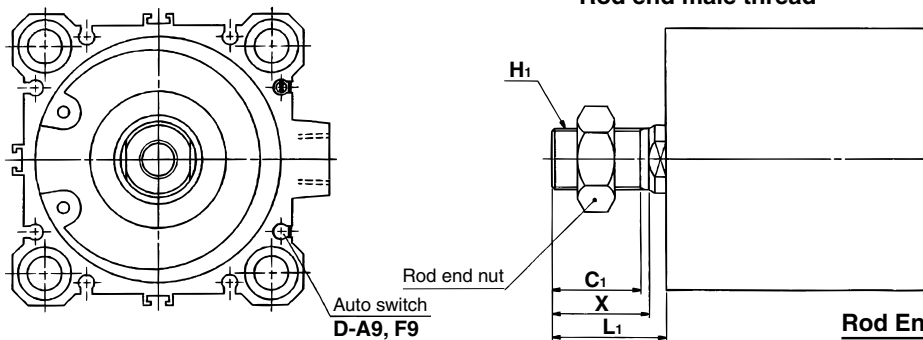 Rod end male thread
H1
Rod end nut
C1
X
L1
Auto switch
D-A9, F9
Rod En